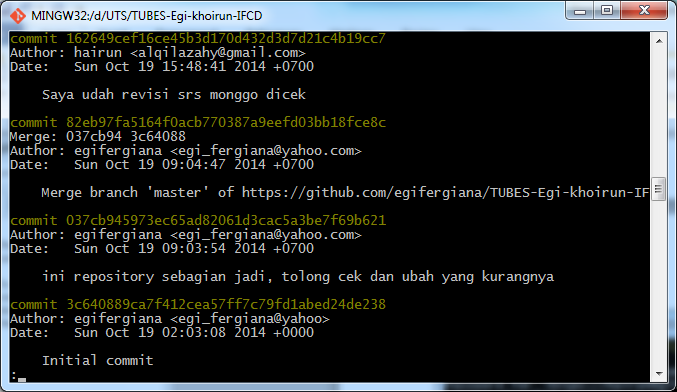 MINGW32:/d/UTS/TUBES-Egi-khoirun-IFCD
commit 162649cef16ce45b3d170d432d3d7d21c4b19cc7
Author: hairun <alqilazahy@gmail.com>
Date:   Sun Oct 19 15:48:41 2014 +0700
Saya udah revisi srs monggo dicek
commit 82eb97fa5164f0acb770387a9eefd03bb18fce8c
Merge: 037cb94 3c64088
Author: egifergiana <egi_fergiana@yahoo.com>
Date:   Sun Oct 19 09:04:47 2014 +0700
Merge branch 'master' of https://github.com/egifergiana/TUBES-Egi-khoirun-IF
commit 037cb945973ec65ad82061d3cac5a3be7f69b621
Author: egifergiana <egi_fergiana@yahoo.com>
Date:   Sun Oct 19 09:03:54 2014 +0700
ini repository sebagian jadi, tolong cek dan ubah yang kurangnya
commit 3c640889ca7f412cea57ff7c79fd1abed24de238
Author: egifergiana <egi_fergiana@yahoo>
Date:   Sun Oct 19 02:03:08 2014 +0000
Initial commit
: